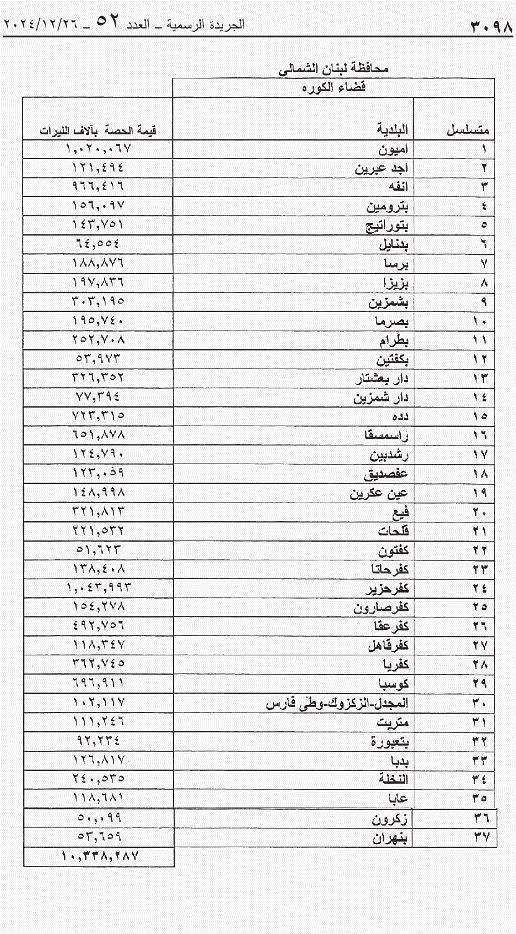 ٣٠٩٨ الجريدة الرسمية – العدد ٥٢ – ٢٠٢٤/١٢/٢٦
محافظة لبنان الشمالي
قضاء الكوره
متسلسل البلدية قيمة الحصة بآلاف الليرات
١ اميون ١,٠٢٠,٠٦٧
٢ اجد عبرين ١٢١,٤٩٤
٣ انفه ٩٦٦,٤١٦
٤ بترومين ١٥٦,٠٩٧
٥ بتوراتيج ١٤٣,٧٥١
٦ بدنايل ٦٤,٥٥٤
٧ برسا ١٨٨,٨٧٦
٨ بزيزا ١٩٧,٨٣٦
٩ بشمزين ٣٠٣,١٩٥
١٠ بصرما ١٩٥,٧٤٠
١١ بطرام ٢٥٢,٧٠٨
١٢ بكفتين ٥٣,٩٧٣
١٣ دار بعشتار ٣٢٦,٣٥٢
١٤ دار شمزين ٧٧,٣٩٤
١٥ دده ٧٢٣,٣١٥
١٦ راسمسقا ٦٥١,٨٧٨
١٧ رشدبين ١٢٤,٧٩٠
١٨ عفصديق ١٢٣,٠٥٩
١٩ عين عكرين ١٤٨,٩٩٨
٢٠ فيع ٣٢١,٨١٣
٢١ قلحات ٢٢١,٥٣٢
٢٢ كفتون ٥١,٦٢٣
٢٣ كفرحاتا ١٣٨,٤٠٨
٢٤ كفرحزير ١,٠٤٣,٩٩٣
٢٥ كفرصارون ١٥٤,٢٧٨
٢٦ كفرعقا ٤٩٢,٧٥٦
٢٧ كفرقاهل ١١٨,٣٤٧
٢٨ كفريا ٣٦٢,٧٤٥
٢٩ كوسبا ٦٩٦,٩١١
٣٠ المجدل-الزكزوك-وطى فارس ١٠٢,١١٧
٣١ متريت ١١١,٢٤٦
٣٢ بتعبورة ٩٢,٢٣٤
٣٣ بدبا ١٢٦,٨١٧
٣٤ النخلة ٢٤٠,٥٣٥
٣٥ عابا ١١٨,٦٨١
٣٦ زكرون ٥٠,٠٩٩
٣٧ بنهران ٥٣,٦٥٩
١٠,٣٣٨,٢٨٧